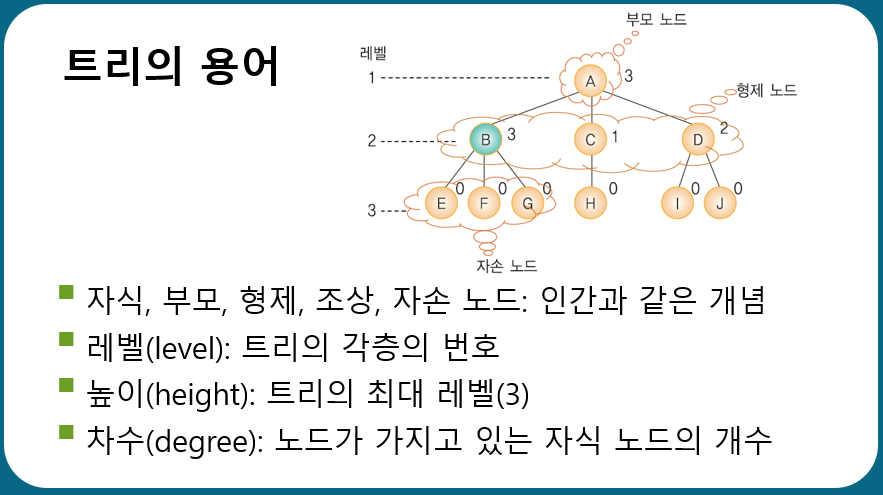 트리의 용어
부모 노드
레벨
1 A 3
형제 노드
2 B 3 C 1 D 2
0 0 0 0 0 0
3 E F G H I J
자손 노드
자식, 부모, 형제, 조상, 자손 노드: 인간과 같은 개념
레벨(level): 트리의 각층의 번호
높이(height): 트리의 최대 레벨(3)
차수(degree): 노드가 가지고 있는 자식 노드의 개수